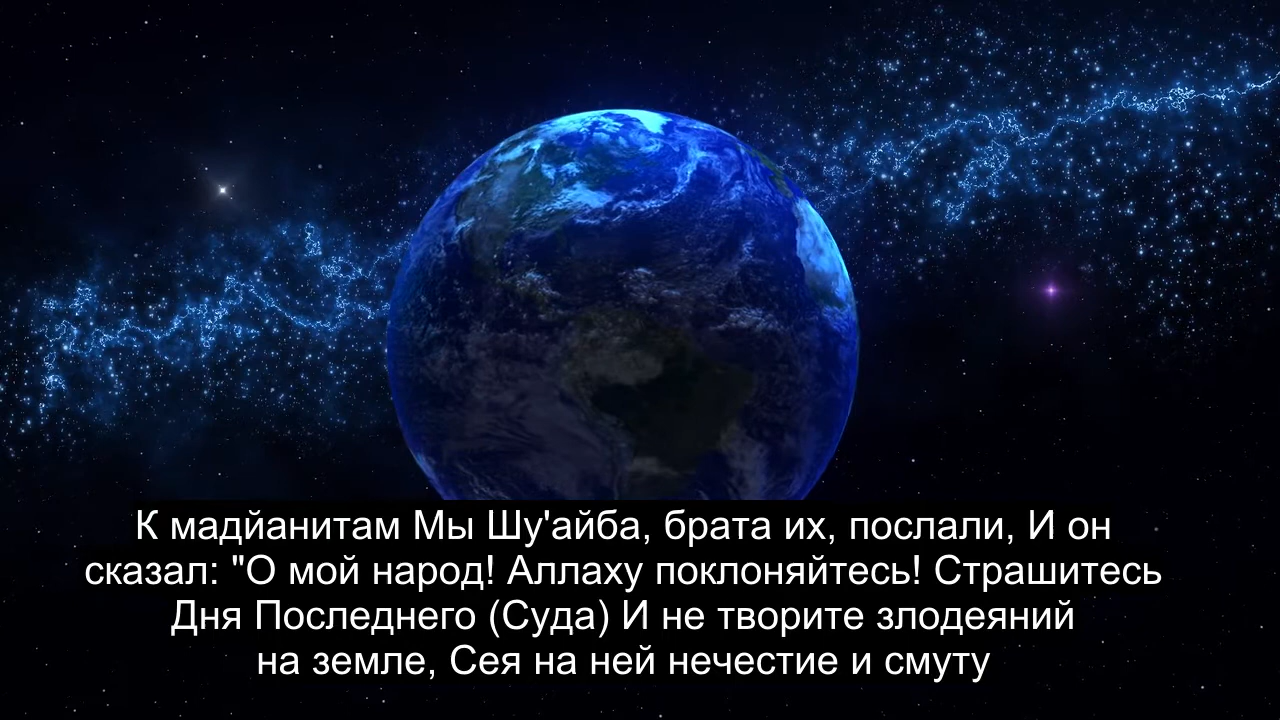 К мадйанитам Мы Шу'айба, брата их, послали, И он
сказал: "О мой народ! Аллаху поклоняйтесь! Страшитесь
Дня Последнего (Суда) И не творите злодеяний
на земле, Сея на ней нечестие и смуту